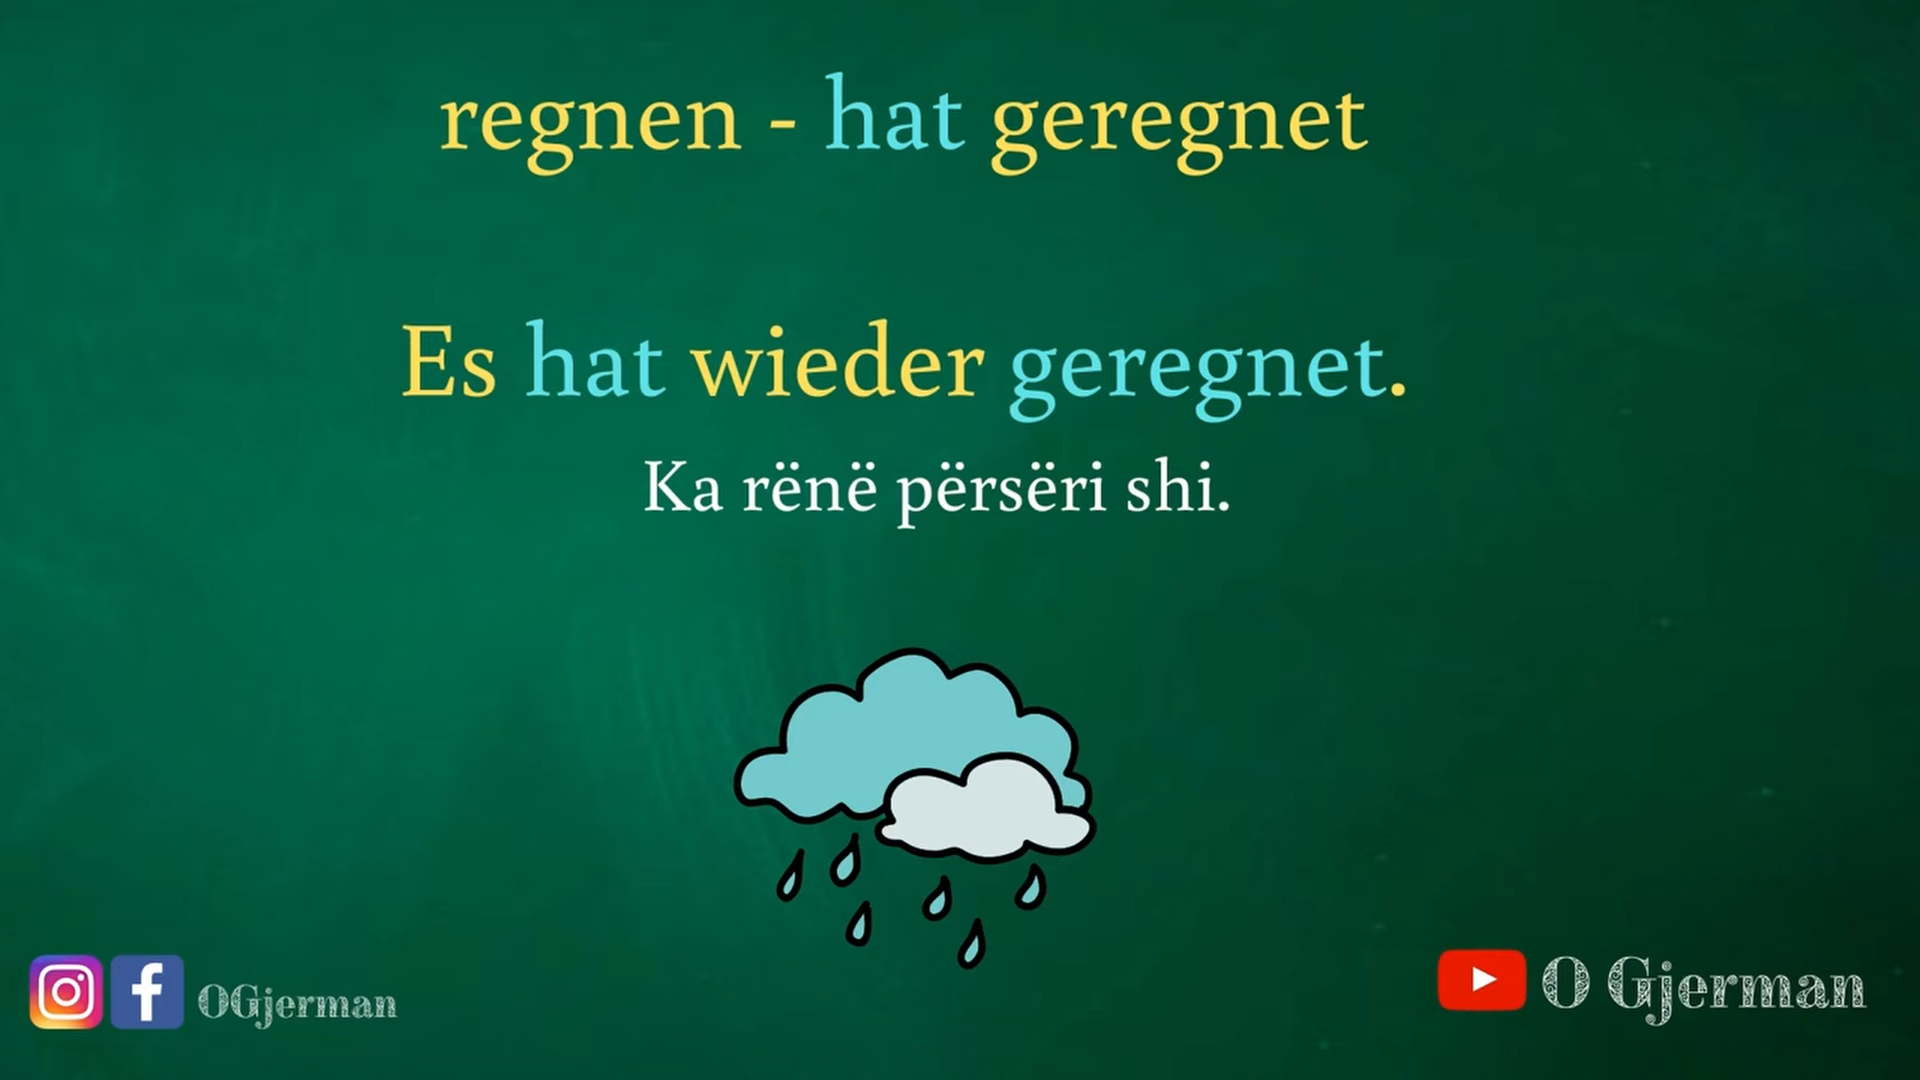 regnen - hat geregnet
Es hat wieder geregnet.
Ka rënë përsëri shi.
OGjerman
O Gjerman